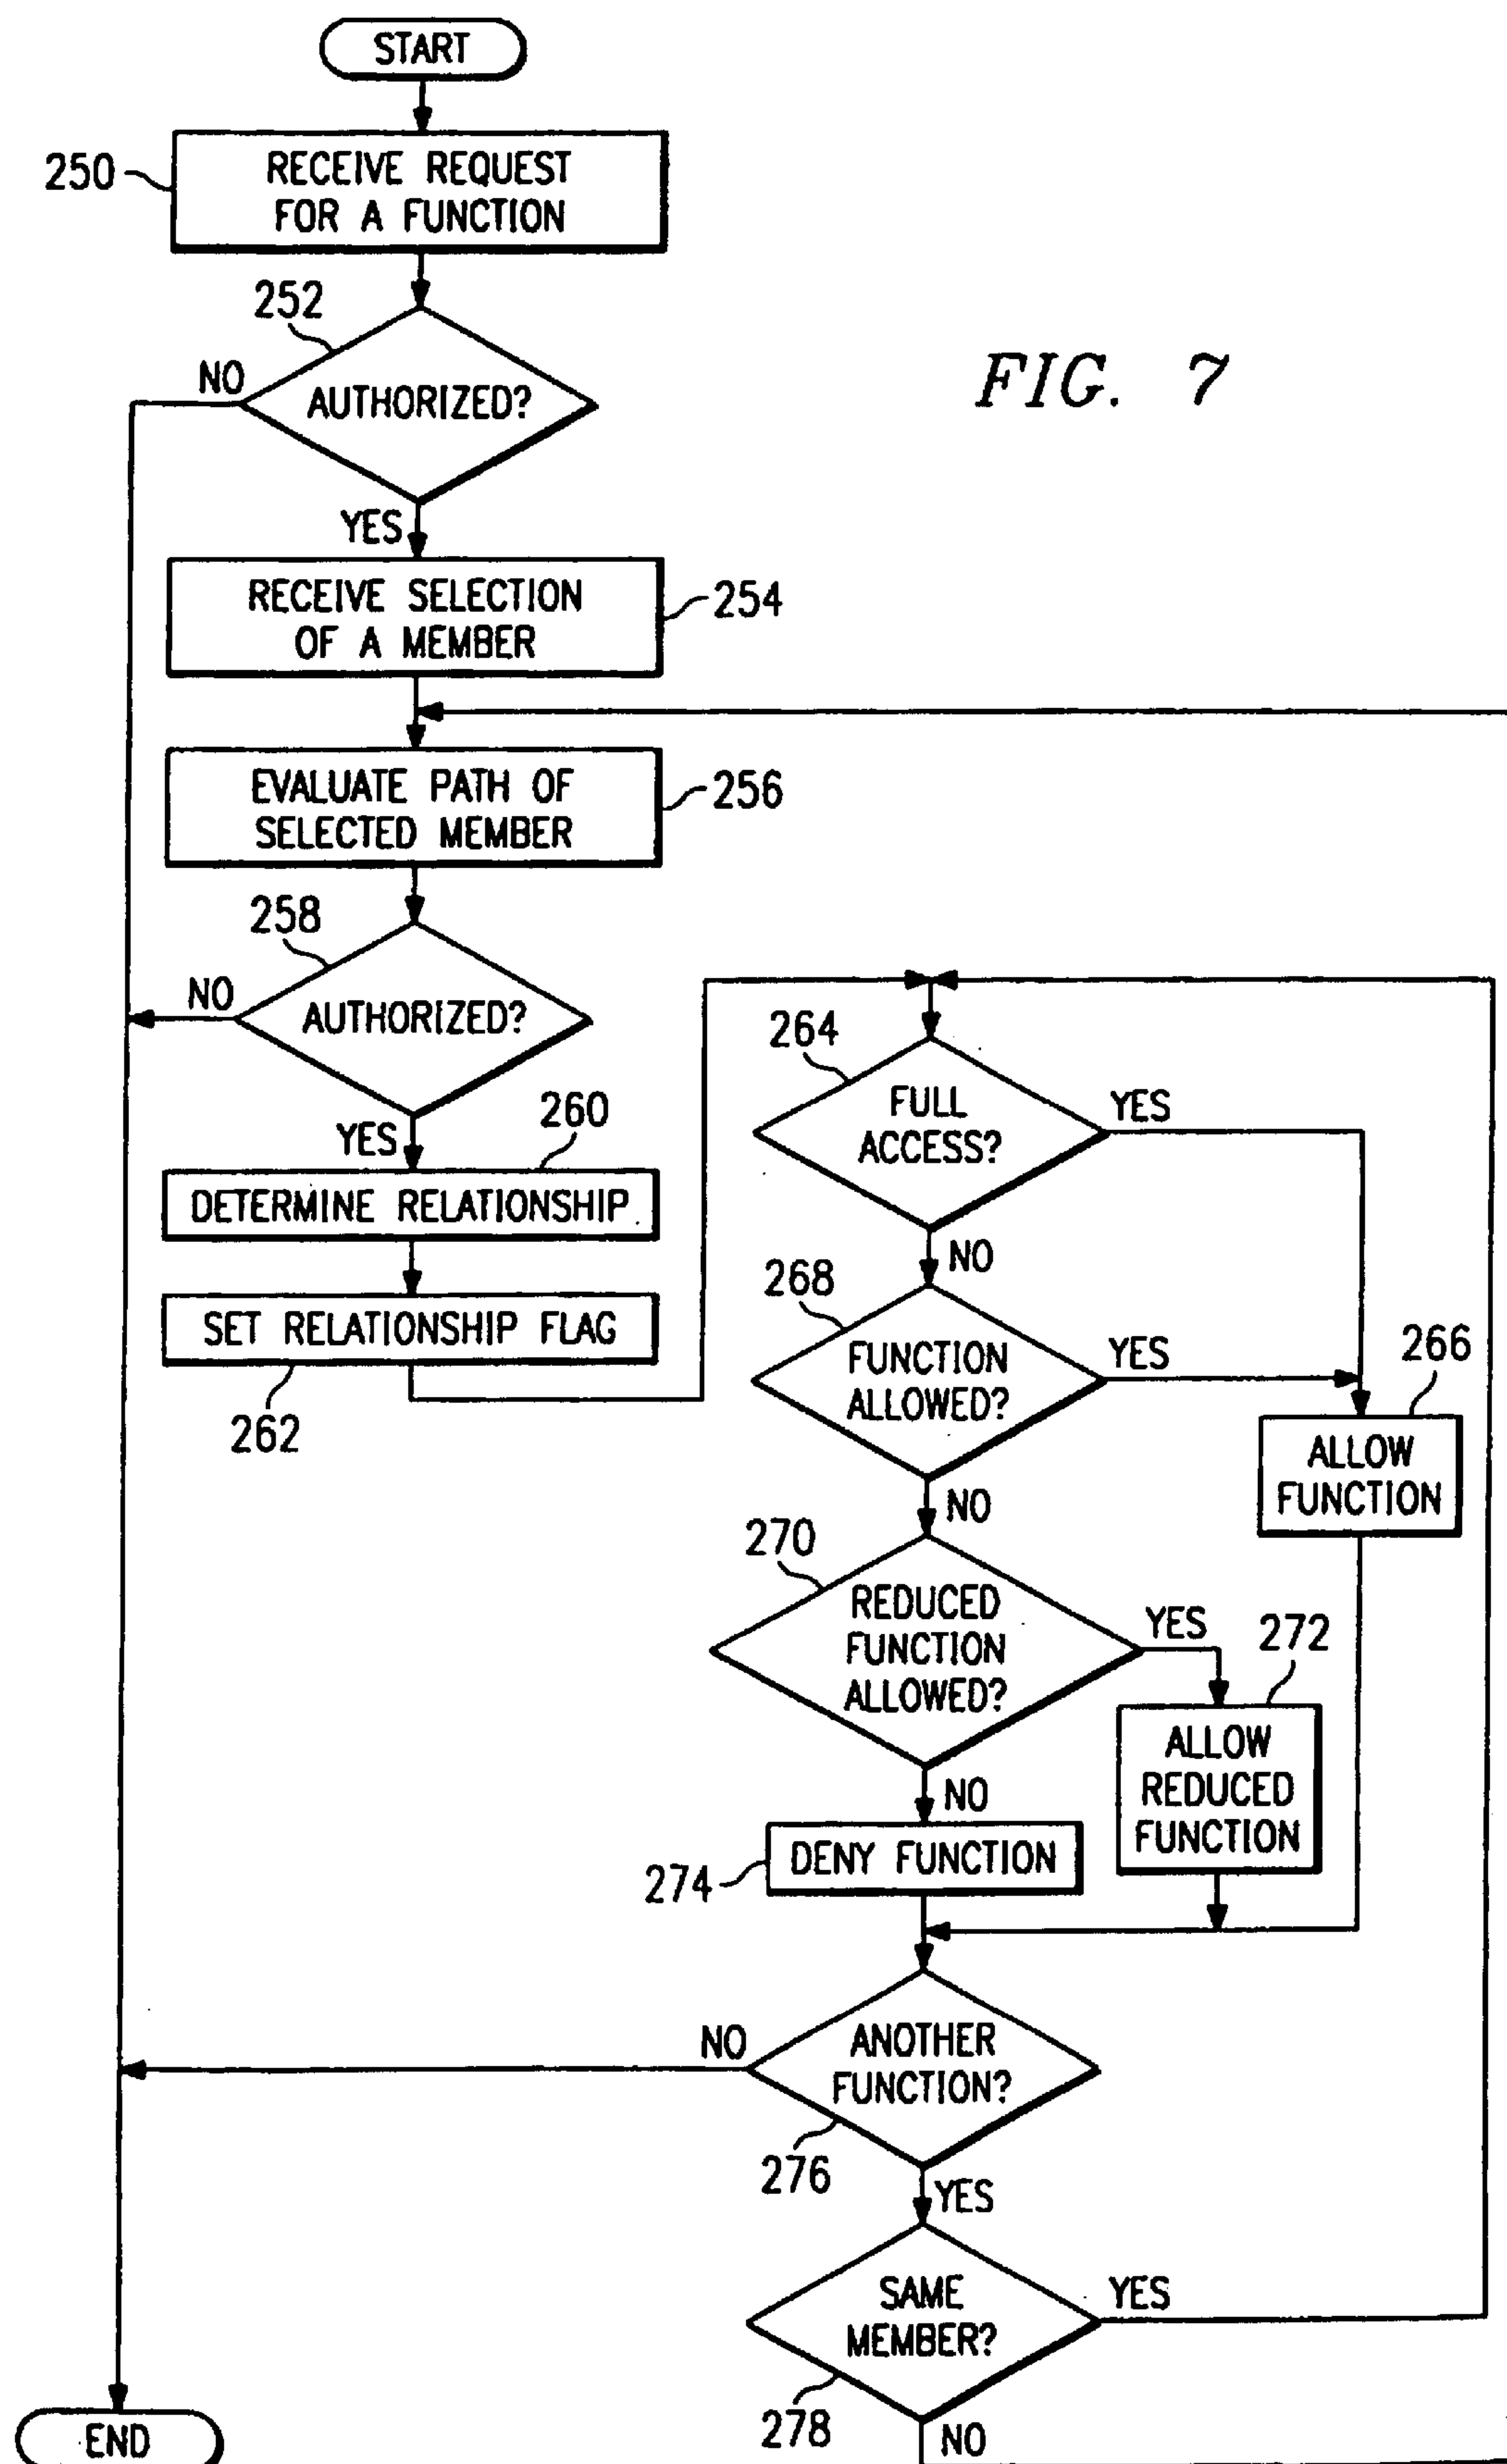 START
250
RECEIVE REQUEST
FOR A FUNCTION
252
NO
AUTHORIZED?
FIG. 7
YES
RECEIVE SELECTION
OF A MEMBER
254
EVALUATE PATH OF
SELECTED MEMBER
256
258
NO
AUTHORIZED?
YES
260
DETERMINE RELATIONSHIP
SET RELATIONSHIP FLAG
262
264
FULL
ACCESS?
YES
NO
268
FUNCTION
ALLOWED?
YES
266
ALLOW
FUNCTION
NO
270
REDUCED
FUNCTION
ALLOWED?
YES
272
ALLOW
REDUCED
FUNCTION
NO
274
DENY FUNCTION
NO
ANOTHER
FUNCTION?
276
YES
SAME
MEMBER?
YES
278
NO
END